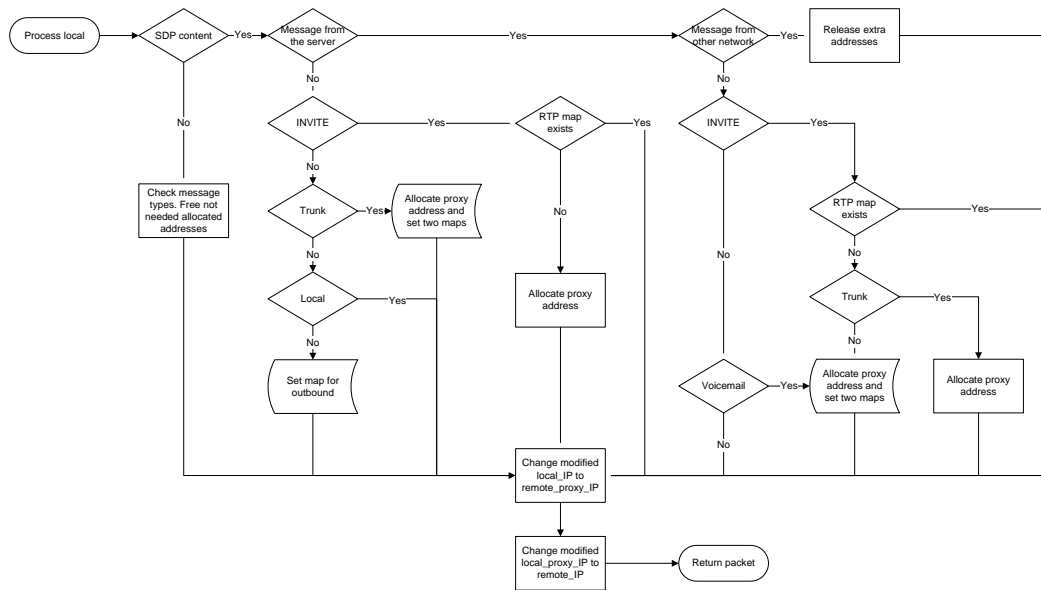 Process local
SDP content
Yes
Message from
the server
Yes
Message from
other network
Yes
Release extra
addresses
No
No
No
INVITE
Yes
RTP map
exists
Yes
INVITE
Yes
No
No
Check message
types. Free not
needed allocated
addresses
Trunk
Yes
Allocate proxy
address and
set two maps
No
RTP map
exists
Yes
No
No
No
Local
Yes
Allocate proxy
address
Trunk
Yes
No
No
Set map for
outbound
Voicemail
Yes
Allocate proxy
address and
set two maps
Allocate proxy
address
No
Change modified
local_IP to
remote_proxy_IP
Change modified
local_proxy_IP to
remote_IP
Return packet